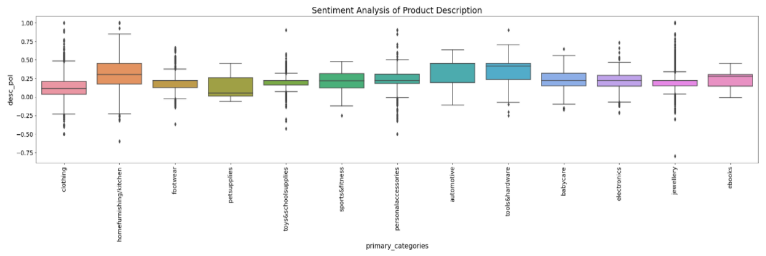 Sentiment Analysis of Product Description
desc_pol
1.00
0.75
0.50
0.25
0.00
−0.25
−0.50
−0.75
clothing
homefurnishing/kitchen
footwear
petsupplies
toys&schoolsupplies
sports&fitness
personalaccessories
automotive
tools&hardware
babycare
electronics
jewellery
ebooks
primary_categories